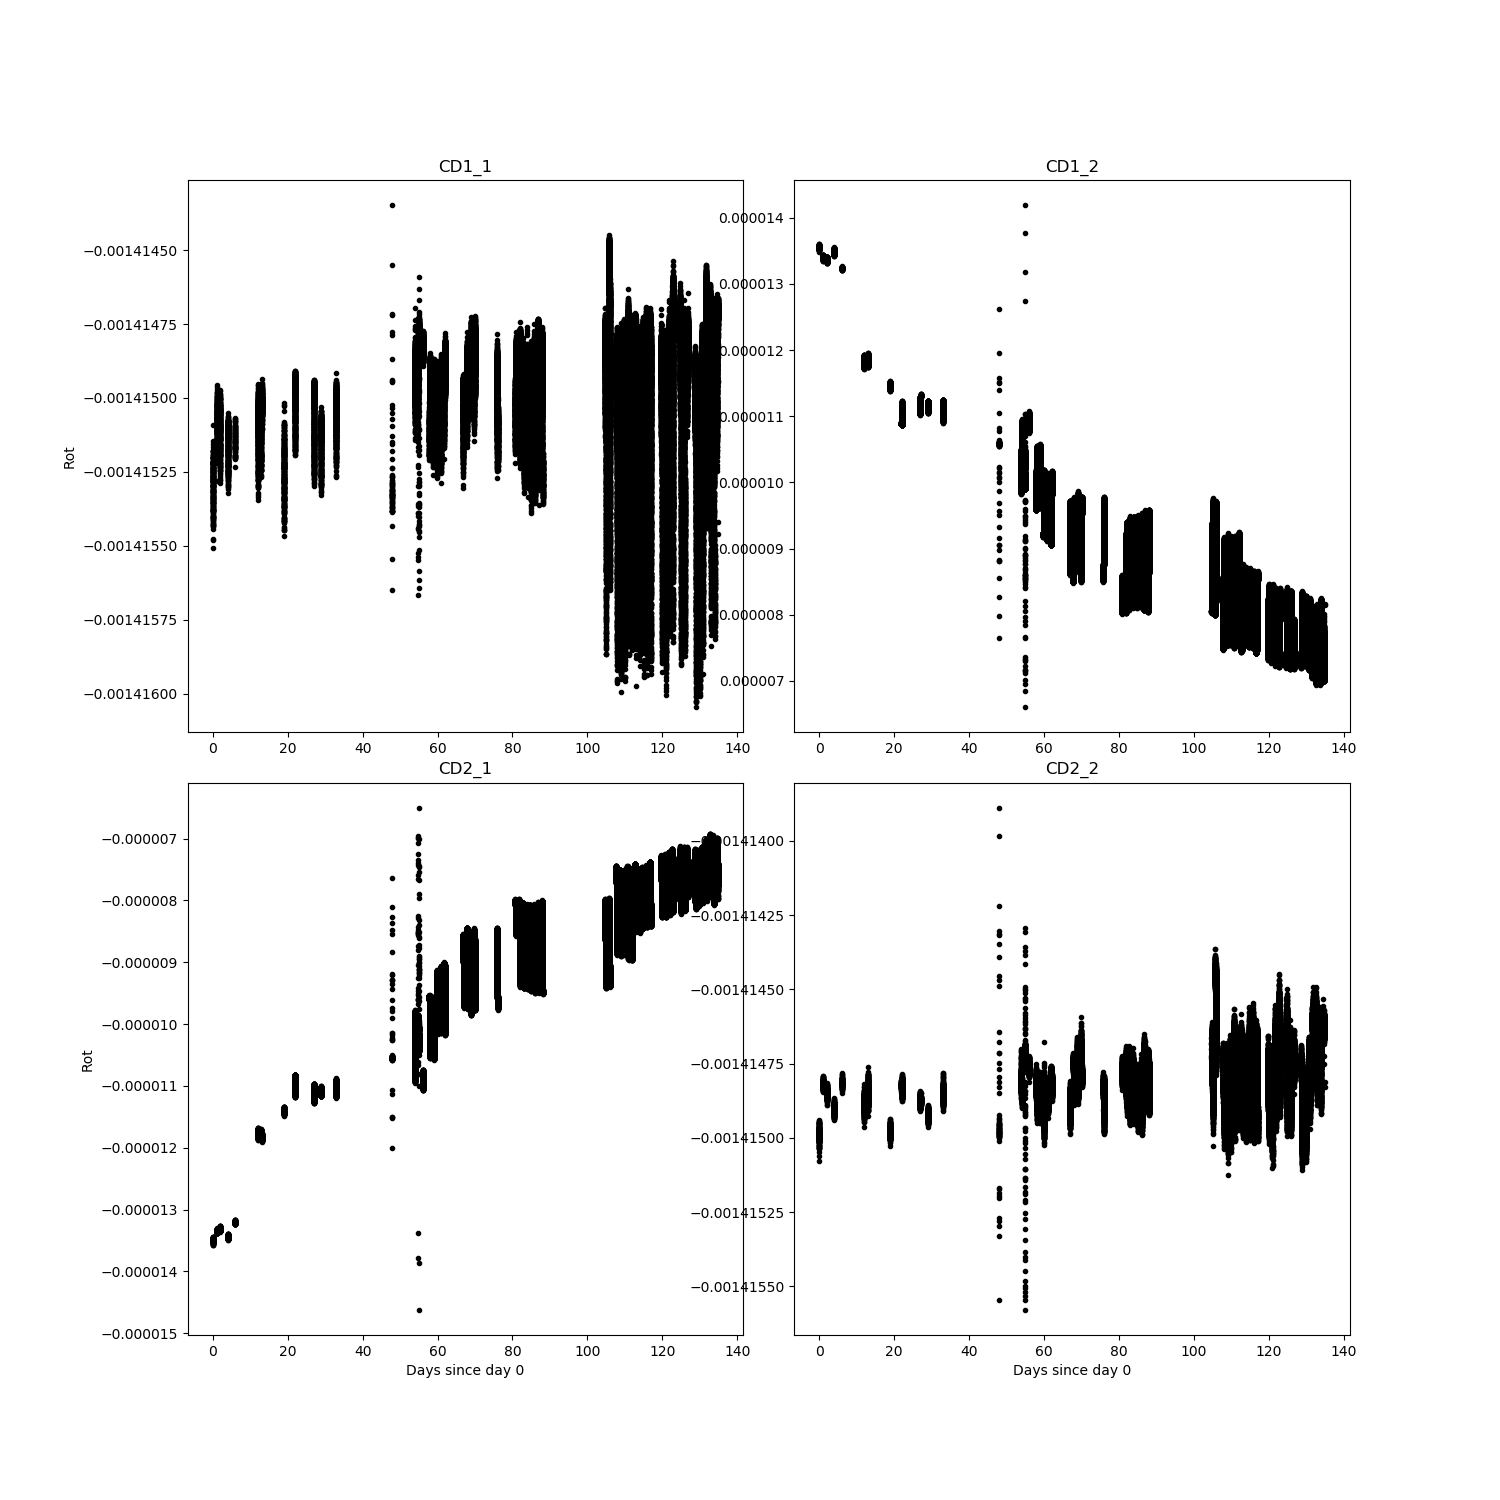 CD1_1
CD1_2
−0.00141450
−0.00141475
−0.00141500
−0.00141525
−0.00141550
−0.00141575
−0.00141600
Rot
0 20 40 60 80 100 120 140
0.000014
0.000013
0.000012
0.000011
0.000010
0.000009
0.000008
0.000007
0 20 40 60 80 100 120 140
CD2_1
CD2_2
−0.000007
−0.000008
−0.000009
−0.000010
−0.000011
−0.000012
−0.000013
−0.000014
−0.000015
Rot
0 20 40 60 80 100 120 140
Days since day 0
−0.00141400
−0.00141425
−0.00141450
−0.00141475
−0.00141500
−0.00141525
−0.00141550
0 20 40 60 80 100 120 140
Days since day 0